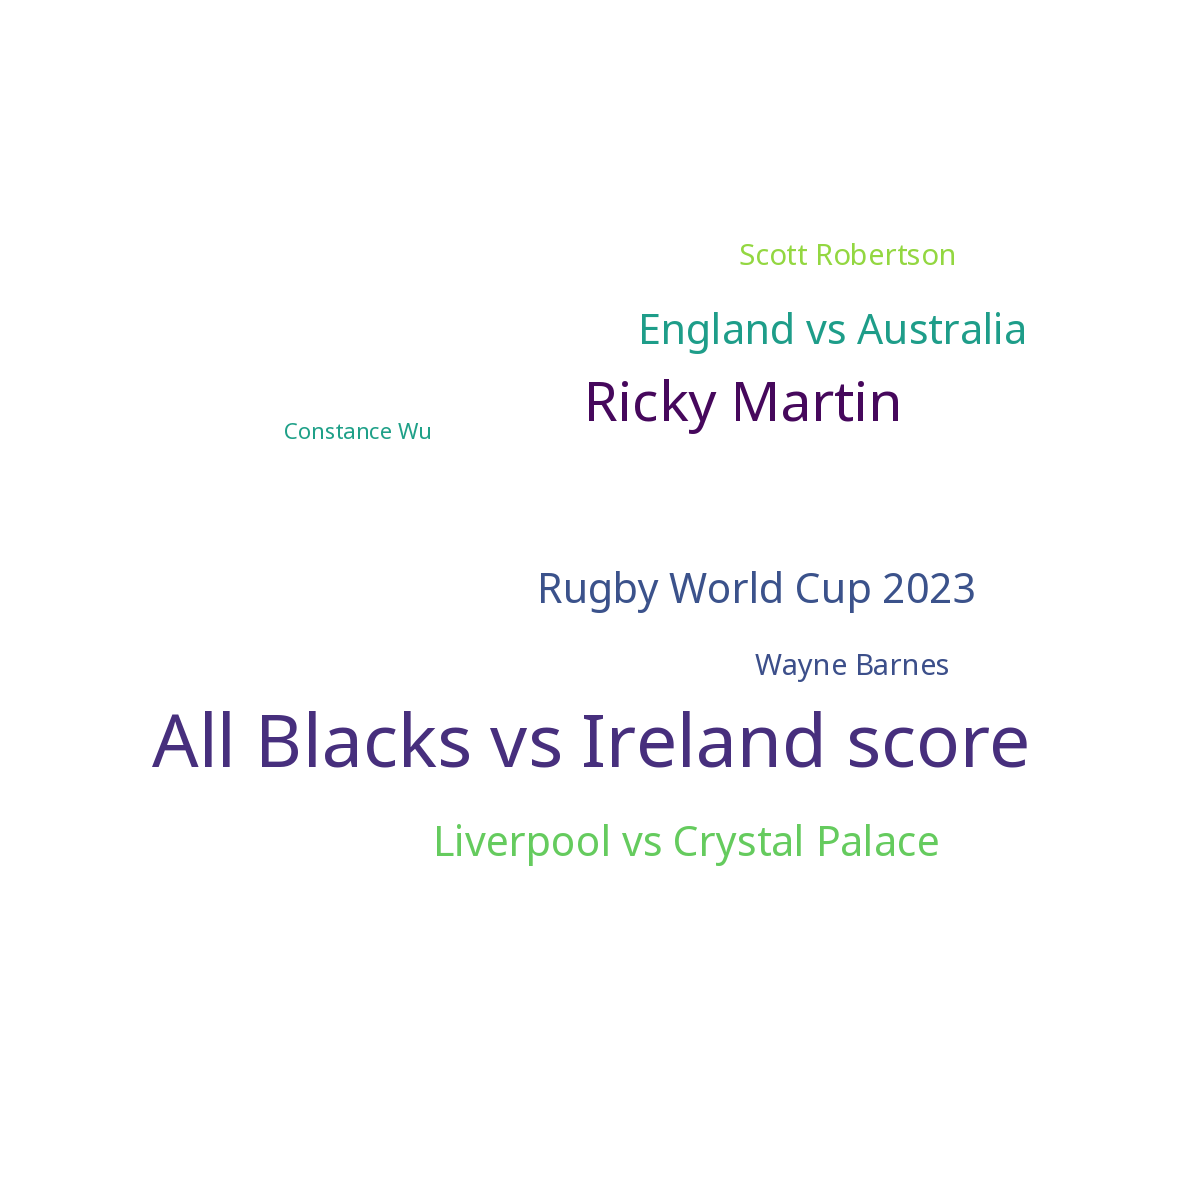 Scott Robertson
England vs Australia
Ricky Martin
Constance Wu
Rugby World Cup 2023
Wayne Barnes
All Blacks vs Ireland score
Liverpool vs Crystal Palace